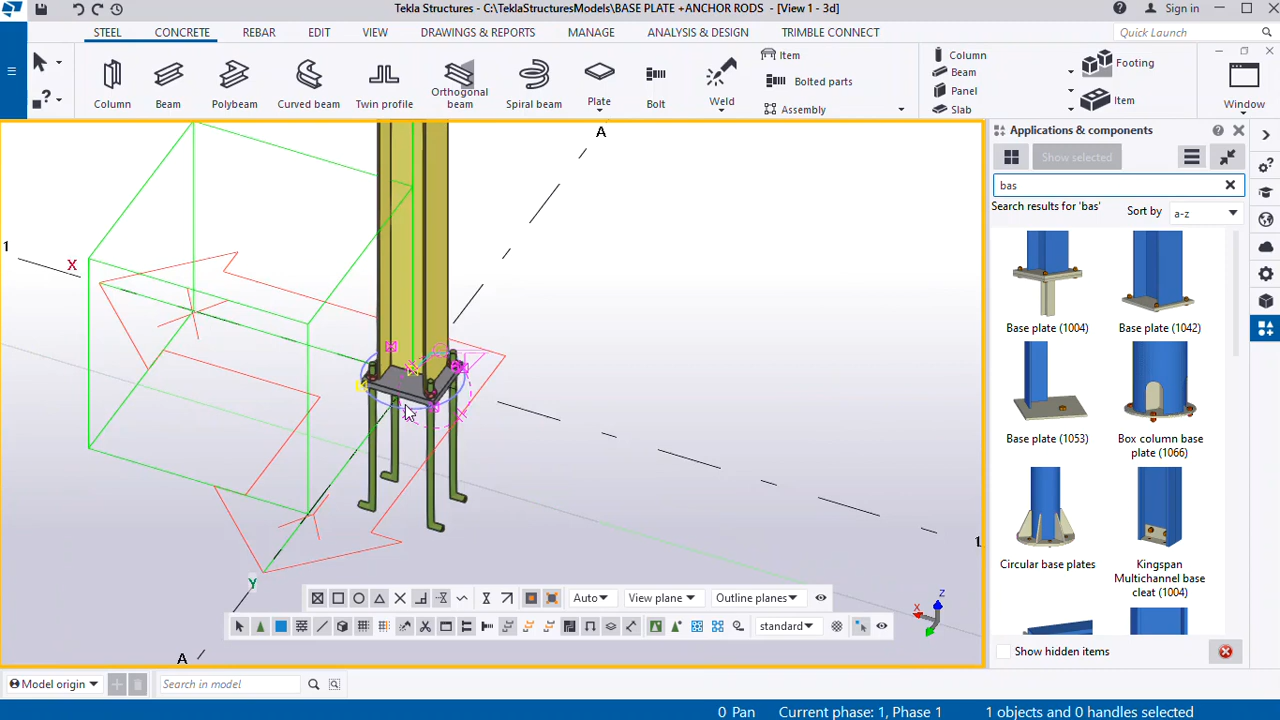 Tekla Structures - C:\TeklaStructuresModels\BASE PLATE +ANCHOR RODS - [View 1 - 3d]
Sign in
STEEL CONCRETE REBAR EDIT VIEW DRAWINGS & REPORTS MANAGE ANALYSIS & DESIGN TRIMBLE CONNECT
Quick Launch
Column
Beam
Polybeam
Curved beam
Twin profile
Orthogonal
beam
Spiral beam
Plate
Bolt
Weld
Item
Bolted parts
Assembly
Column
Beam
Panel
Slab
Footing
Item
Window
Applications & components
Show selected
bas
Search results for 'bas'
Sort by a-z
Base plate (1004)
Base plate (1042)
Base plate (1053)
Box column base
plate (1066)
Circular base plates
Kingspan
Multichannel base
cleat (1004)
Show hidden items
A
1
X
Y
A
1
Z
X
Y
Auto
View plane
Outline planes
standard
Model origin
Search in model
0 Pan
Current phase: 1, Phase 1
1 objects and 0 handles selected